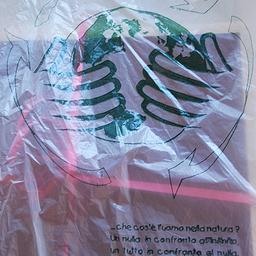 ...che cos'è l'uomo nella natura?
Un nulla in confronto all'infinito,
un tutto in confronto al nulla,